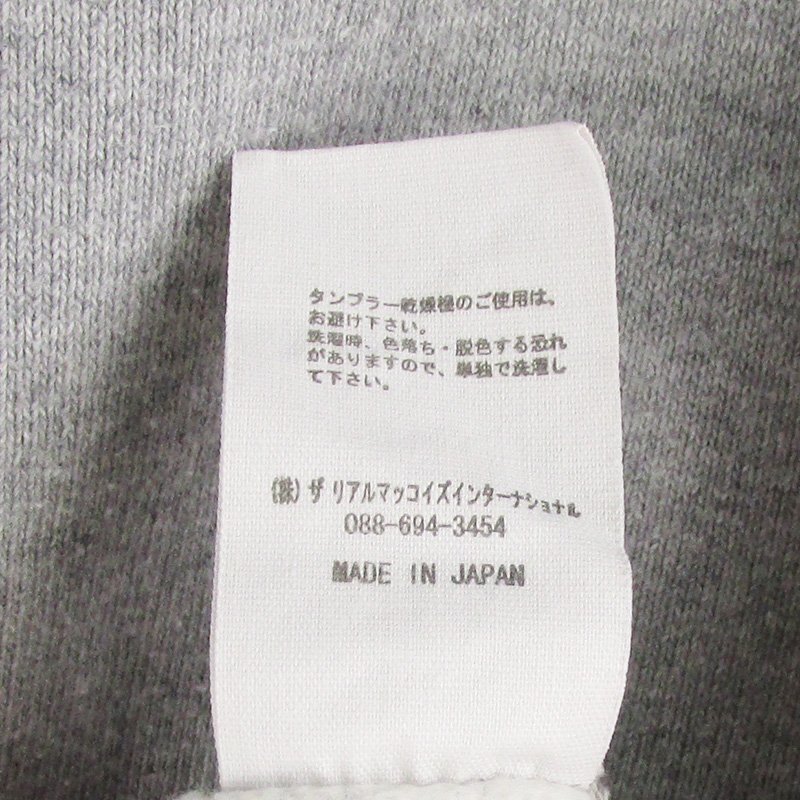 タンブラー乾燥機のご使用は、
お避け下さい。
洗濯時、色落ち・脱色する恐れ
がありますので、単独で洗濯し
て下さい。
(株) ザ リアルマッコイズインターナショナル
088-694-3454
MADE IN JAPAN